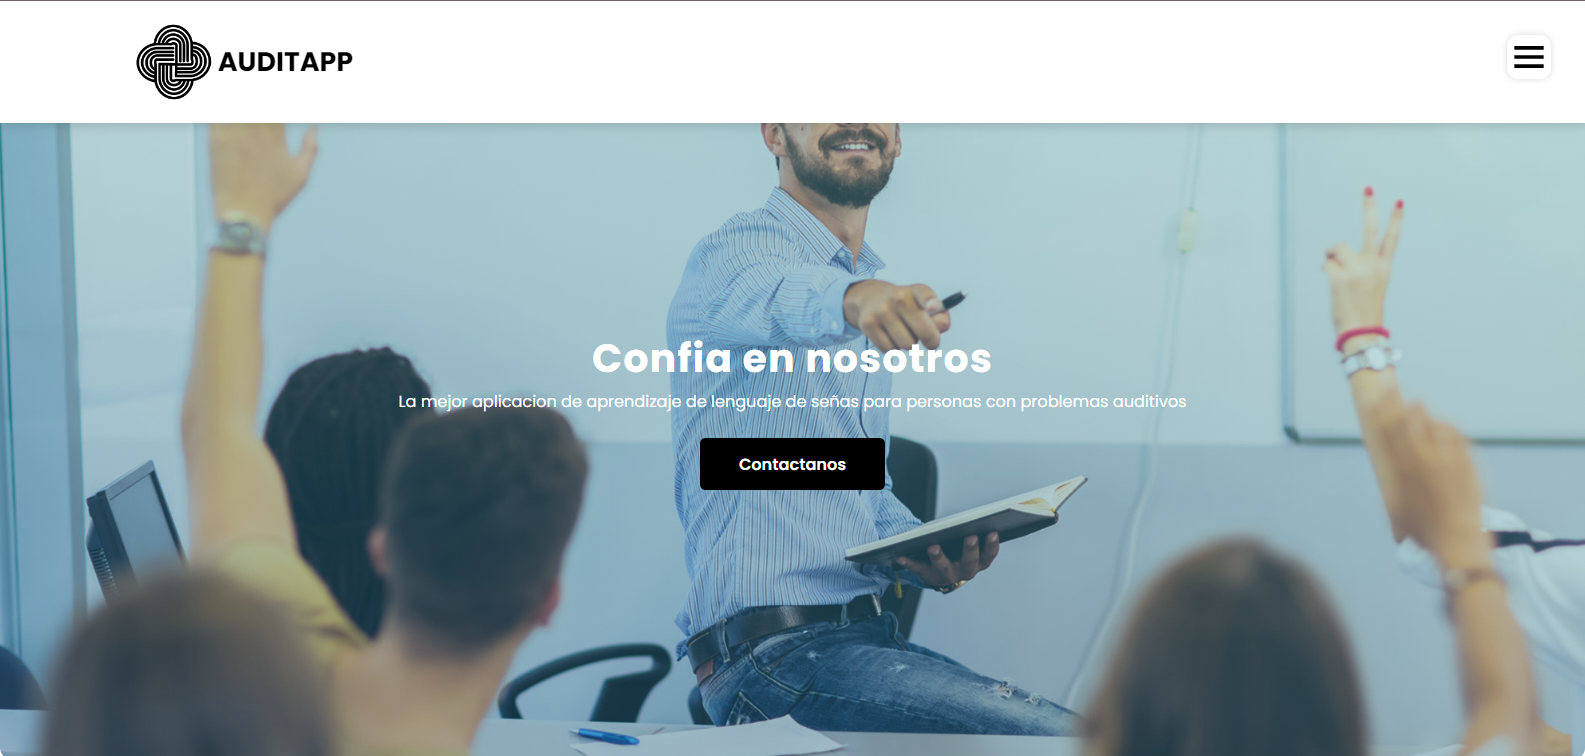 AUDITAPP
Confia en nosotros
La mejor aplicacion de aprendizaje de lenguaje de señas para personas con problemas auditivos
Contactanos